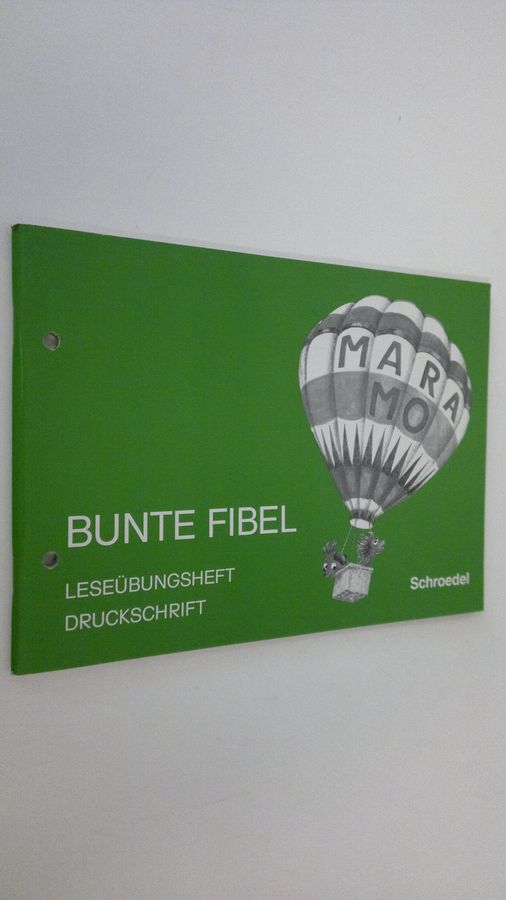 MARA
MO
BUNTE FIBEL
LESEÜBUNGSHEFT
DRUCKSCHRIFT
Schroedel